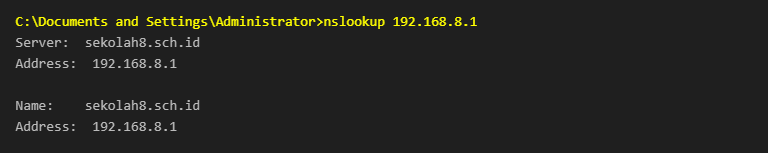 C:\Documents and Settings\Administrator>nslookup 192.168.8.1
Server:  sekolah8.sch.id
Address:  192.168.8.1

Name:    sekolah8.sch.id
Address:  192.168.8.1